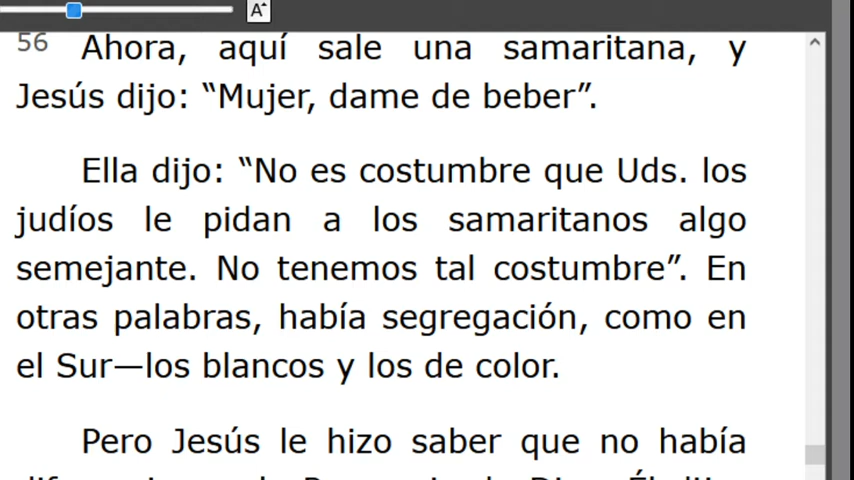 A
56 Ahora, aquí sale una samaritana, y
Jesús dijo: “Mujer, dame de beber”.
Ella dijo: “No es costumbre que Uds. los
judíos le pidan a los samaritanos algo
semejante. No tenemos tal costumbre”. En
otras palabras, había segregación, como en
el Sur—los blancos y los de color.
Pero Jesús le hizo saber que no había